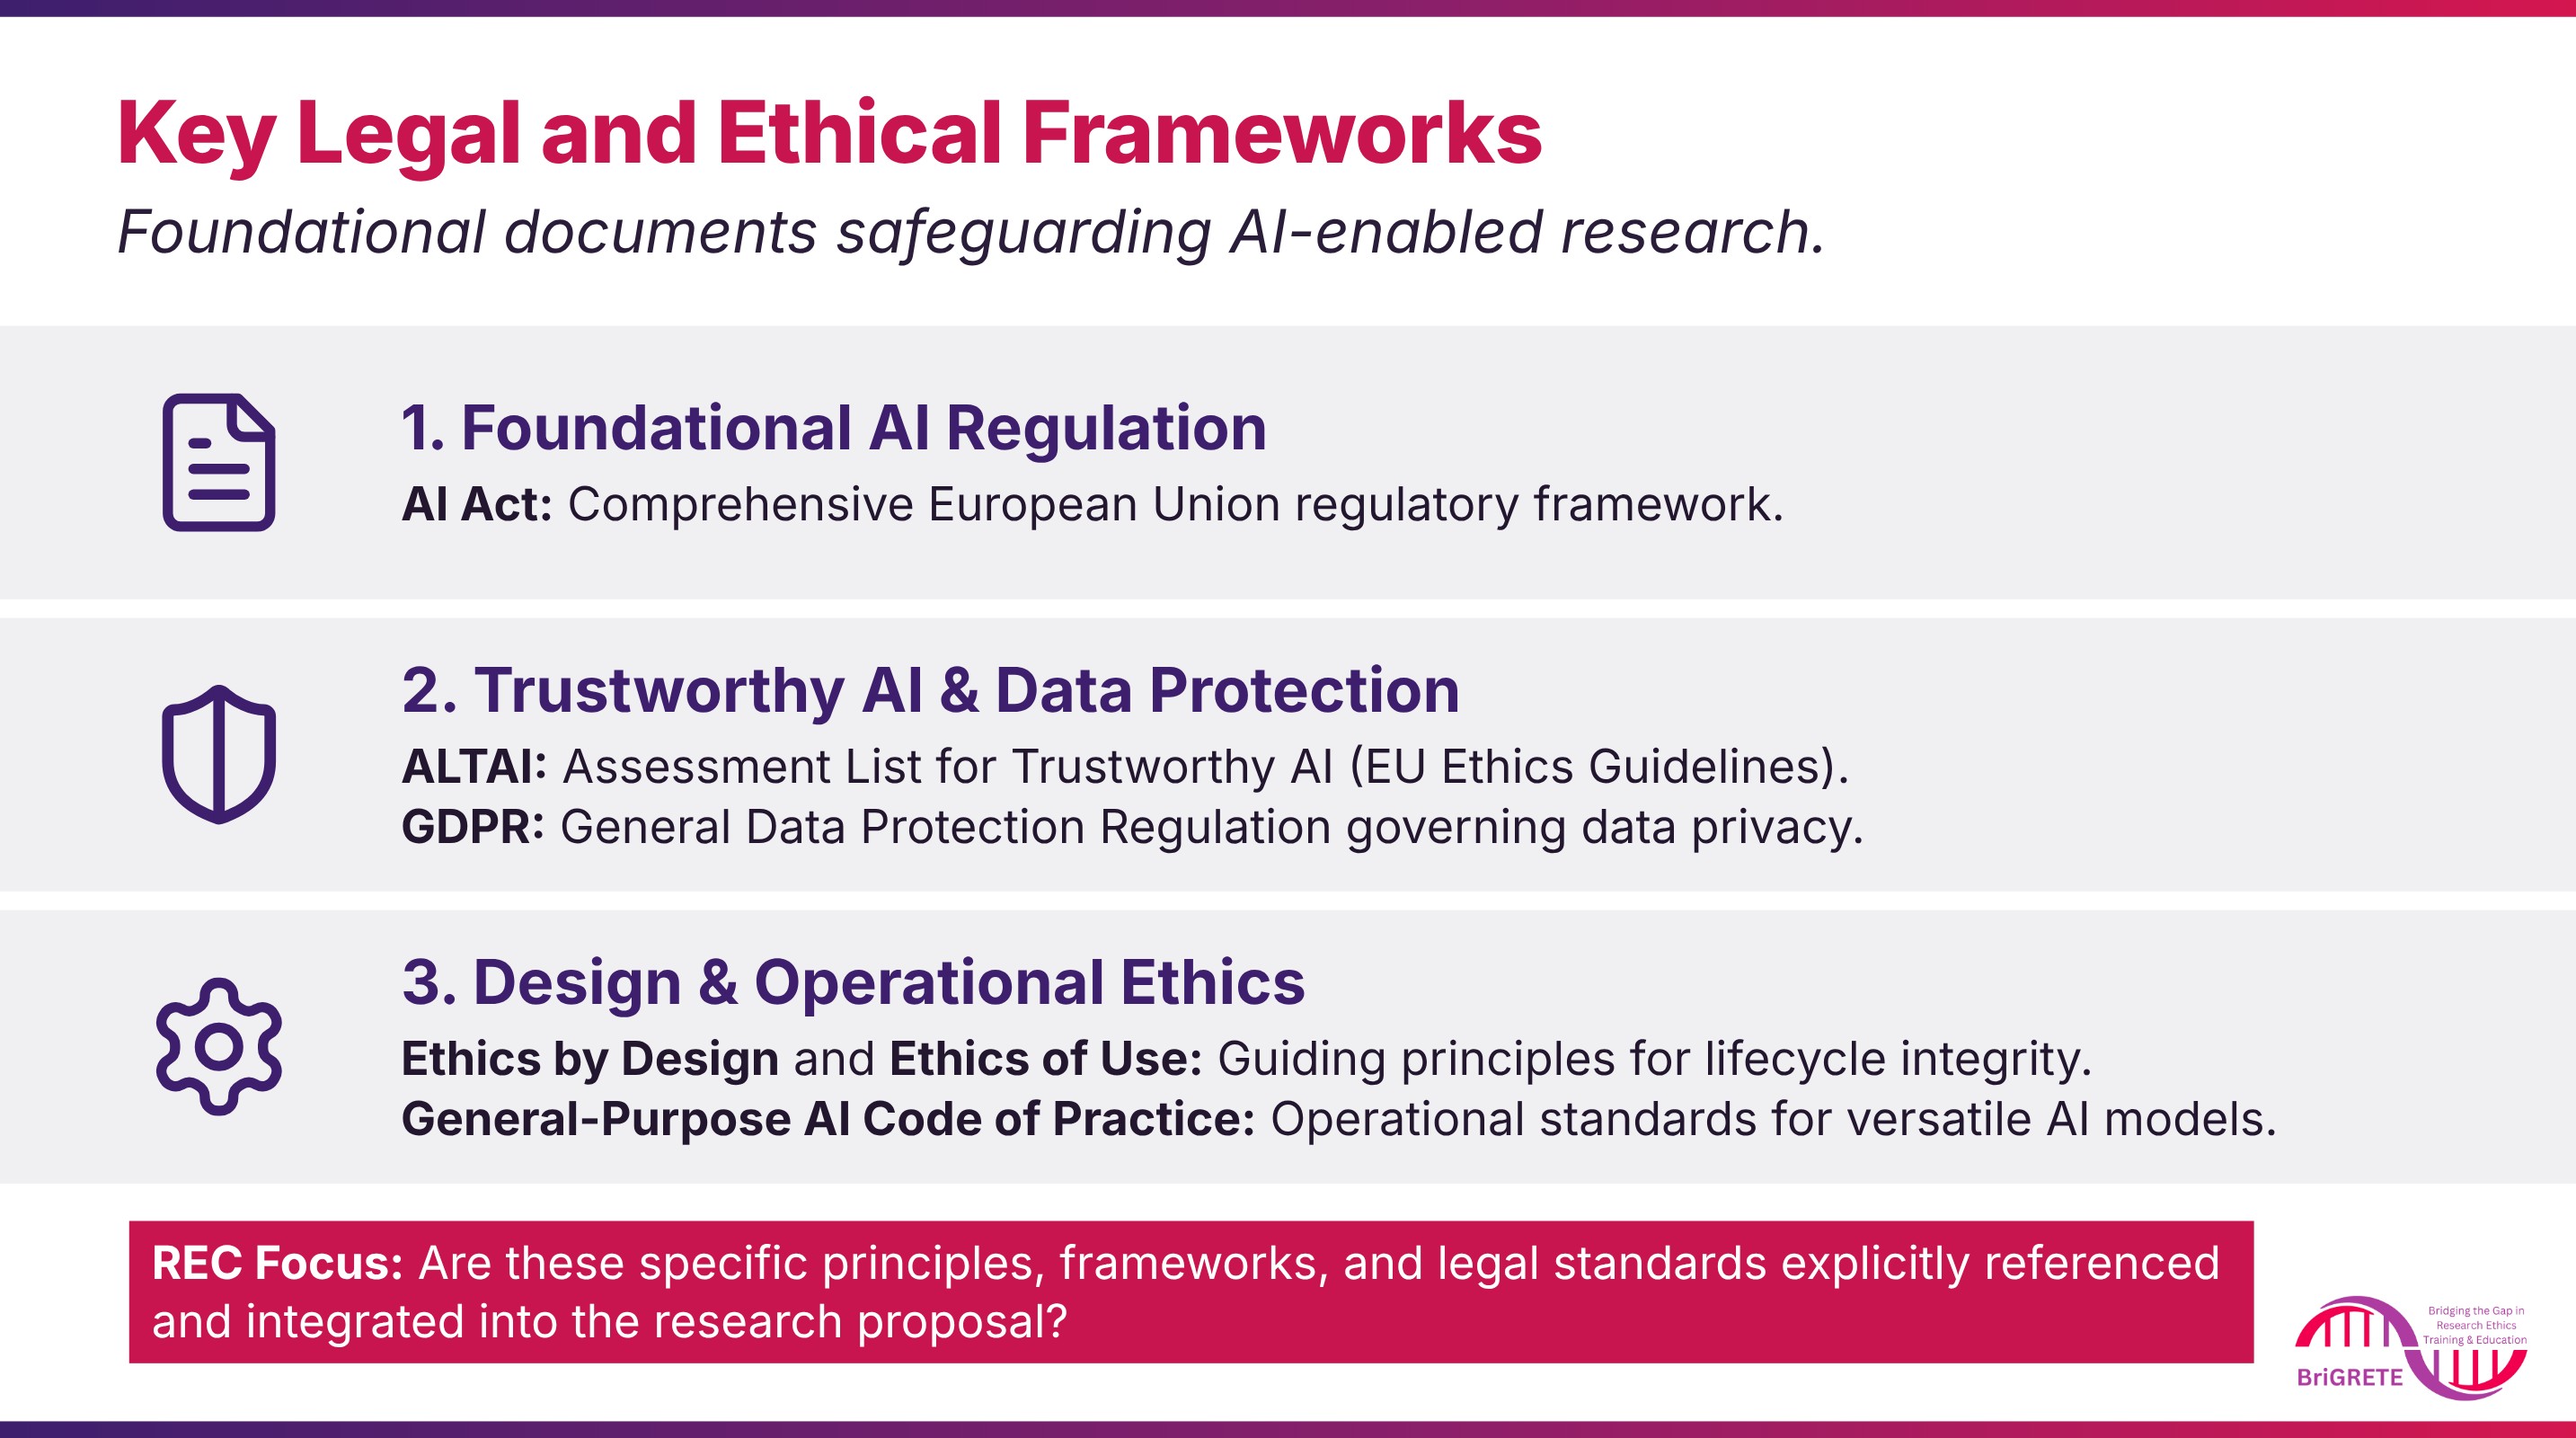 Key Legal and Ethical Frameworks
Foundational documents safeguarding AI-enabled research.
1. Foundational AI Regulation
AI Act: Comprehensive European Union regulatory framework.
2. Trustworthy AI & Data Protection
ALTAI: Assessment List for Trustworthy AI (EU Ethics Guidelines).
GDPR: General Data Protection Regulation governing data privacy.
3. Design & Operational Ethics
Ethics by Design and Ethics of Use: Guiding principles for lifecycle integrity.
General-Purpose AI Code of Practice: Operational standards for versatile AI models.
REC Focus: Are these specific principles, frameworks, and legal standards explicitly referenced
and integrated into the research proposal?
Bridging the Gap in
Research Ethics
Training & Education
BriGRETE